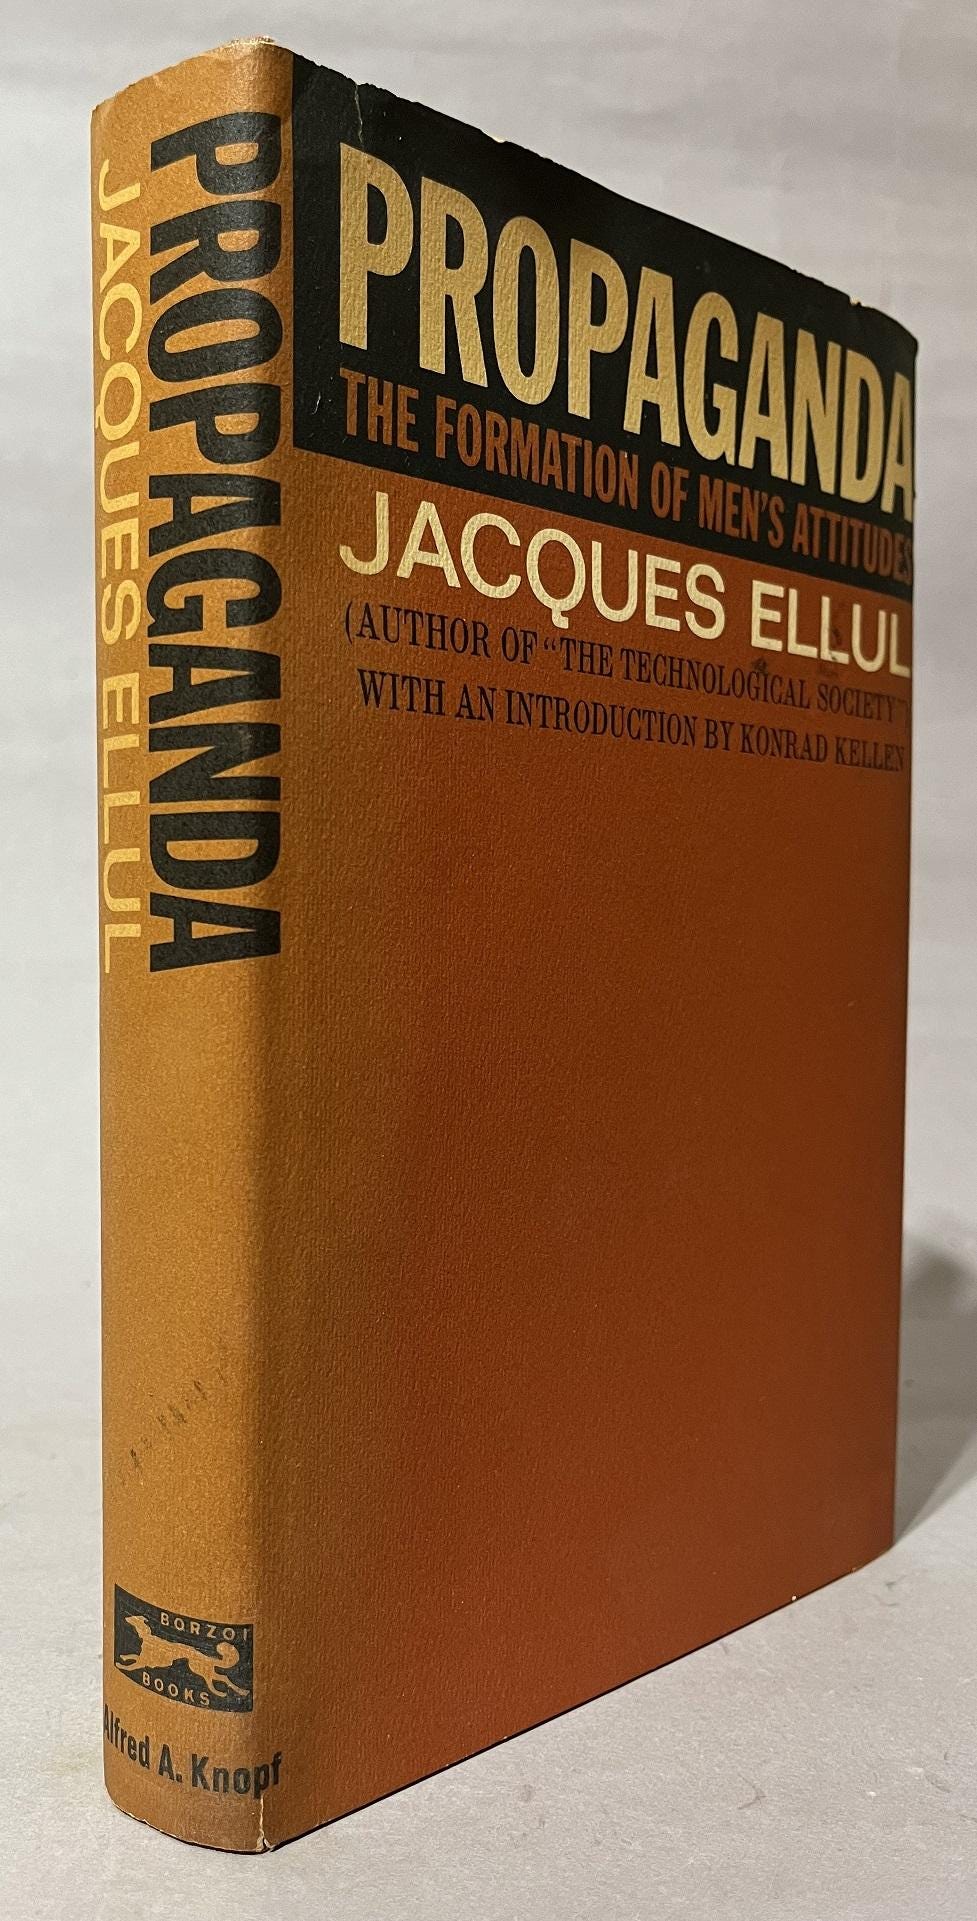 PROPAGANDA
JACQUES ELLUL
BORZOI
BOOKS
Alfred A. Knopf
PROPAGANDA
THE FORMATION OF MEN'S ATTITUDES
JACQUES ELLUL
(AUTHOR OF "THE TECHNOLOGICAL SOCIETY")
WITH AN INTRODUCTION BY KONRAD KELLEN